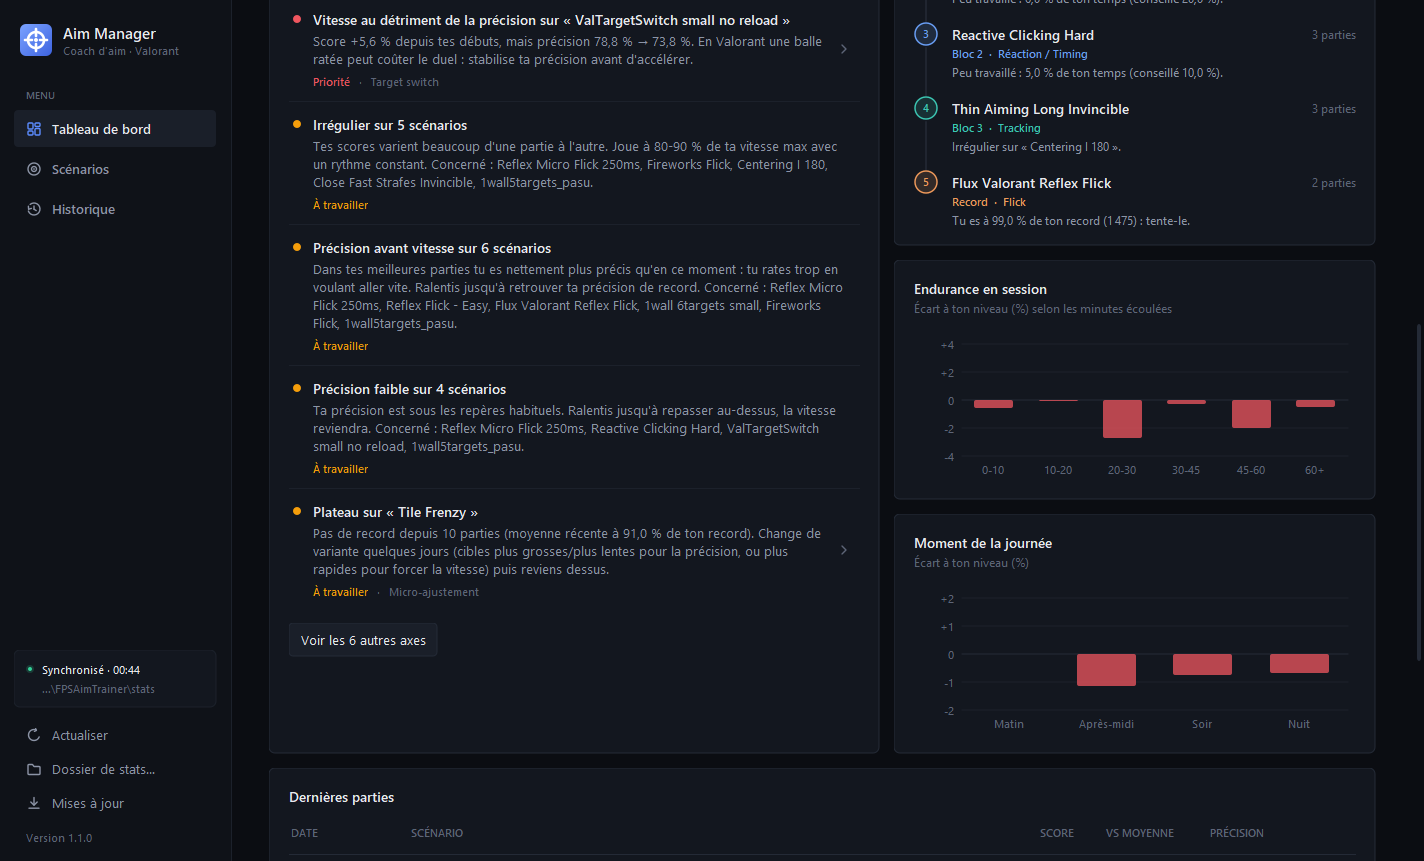 Aim Manager
Coach d'aim · Valorant
MENU
Tableau de bord
Scénarios
Historique
Synchronisé · 00:44
...\FPSAimTrainer\stats
Actualiser
Dossier de stats...
Mises à jour
Version 1.1.0
Vitesse au détriment de la précision sur « ValTargetSwitch small no reload »
Score +5,6 % depuis tes débuts, mais précision 78,8 % → 73,8 %. En Valorant une balle
ratée peut coûter le duel : stabilise ta précision avant d'accélérer.
Priorité · Target switch
Irrégulier sur 5 scénarios
Tes scores varient beaucoup d'une partie à l'autre. Joue à 80-90 % de ta vitesse max avec
un rythme constant. Concerné : Reflex Micro Flick 250ms, Fireworks Flick, Centering I 180,
Close Fast Strafes Invincible, 1wall5targets_pasu.
À travailler
Précision avant vitesse sur 6 scénarios
Dans tes meilleures parties tu es nettement plus précis qu'en ce moment : tu rates trop en
voulant aller vite. Ralentis jusqu'à retrouver ta précision de record. Concerné : Reflex Micro
Flick 250ms, Reflex Flick - Easy, Flux Valorant Reflex Flick, 1wall 6targets small, Fireworks
Flick, 1wall5targets_pasu.
À travailler
Précision faible sur 4 scénarios
Ta précision est sous les repères habituels. Ralentis jusqu'à repasser au-dessus, la vitesse
reviendra. Concerné : Reflex Micro Flick 250ms, Reactive Clicking Hard, ValTargetSwitch
small no reload, 1wall5targets_pasu.
À travailler
Plateau sur « Tile Frenzy »
Pas de record depuis 10 parties (moyenne récente à 91,0 % de ton record). Change de
variante quelques jours (cibles plus grosses/plus lentes pour la précision, ou plus
rapides pour forcer la vitesse) puis reviens dessus.
À travailler · Micro-ajustement
Voir les 6 autres axes
3 Reactive Clicking Hard 3 parties
Bloc 2 · Réaction / Timing
Peu travaillé : 5,0 % de ton temps (conseillé 10,0 %).
4 Thin Aiming Long Invincible 3 parties
Bloc 3 · Tracking
Irrégulier sur « Centering I 180 ».
5 Flux Valorant Reflex Flick 2 parties
Record · Flick
Tu es à 99,0 % de ton record (1 475) : tente-le.
Endurance en session
Écart à ton niveau (%) selon les minutes écoulées
+4
+2
0
-2
-4
0-10 10-20 20-30 30-45 45-60 60+
Moment de la journée
Écart à ton niveau (%)
+2
+1
0
-1
-2
Matin Après-midi Soir Nuit
Dernières parties
DATE SCÉNARIO SCORE VS MOYENNE PRÉCISION